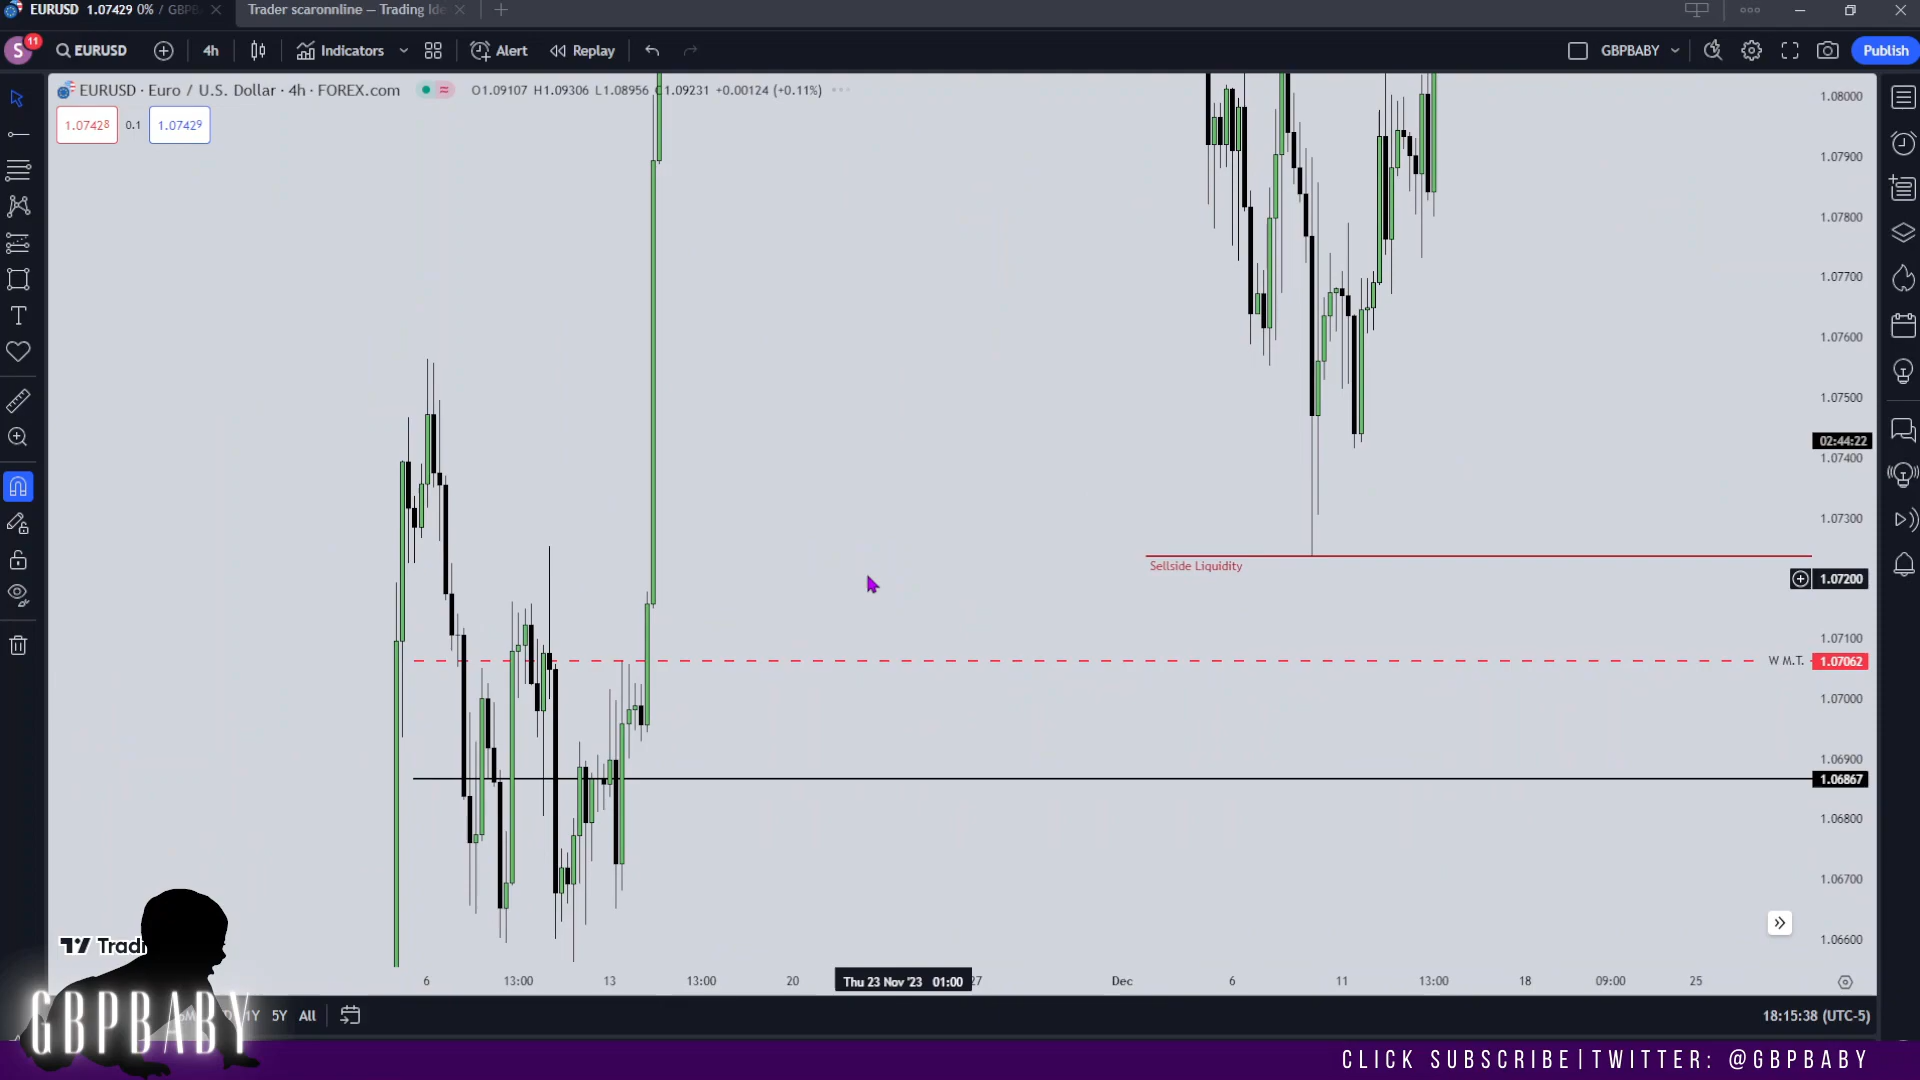 EURUSD 1.07429 0% / GBPB
Trader scaronnline — Trading Ide
S 11
EURUSD
4h
Indicators
Alert
Replay
GBPBABY
Publish
EURUSD · Euro / U.S. Dollar · 4h · FOREX.com
O1.09107 H1.09306 L1.08956 C1.09231 +0.00124 (+0.11%)
1.07428
0.1
1.07429
1.08000
1.07900
1.07800
1.07700
1.07600
1.07500
02:44:22
1.07400
1.07300
Sellside Liquidity
1.07200
1.07100
W M.T.
1.07062
1.07000
1.06900
1.06867
1.06800
1.06700
1.06600
Tradi
6
13:00
13
13:00
20
Thu 23 Nov '23 01:00
27
Dec
6
11
13:00
18
09:00
25
1Y
5Y
All
18:15:38 (UTC-5)
GBPBABY
CLICK SUBSCRIBE|TWITTER: @GBPBABY